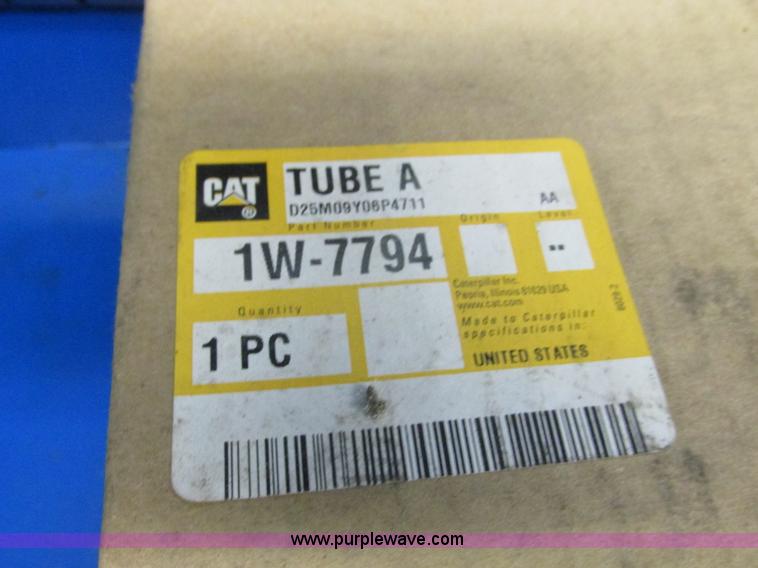 CAT
®
TUBE A
D25M09Y06P4711
AA
Part Number
Origin
Level
1W-7794
--
Caterpillar Inc.
Peoria, Illinois 61629 USA
www.cat.com
Quantity
1 PC
Made to Caterpillar
specifications in:
UNITED STATES
www.purplewave.com